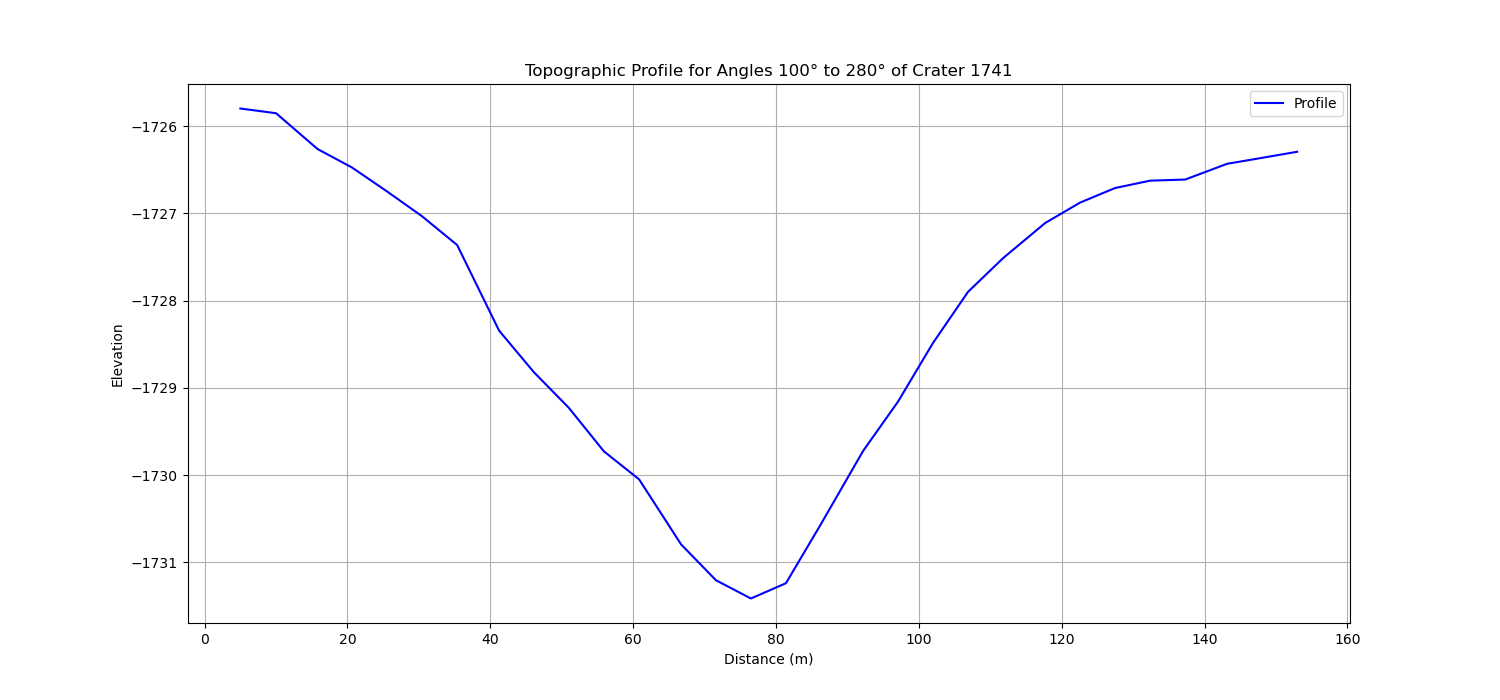 Topographic Profile for Angles 100° to 280° of Crater 1741
Profile
−1726
−1727
−1728
−1729
−1730
−1731
Elevation
0 20 40 60 80 100 120 140 160
Distance (m)